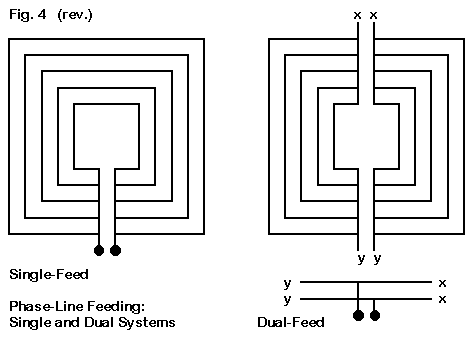 Fig. 4 (rev.)
x x
y y
Single-Feed
y x
y x
Phase-Line Feeding:
Single and Dual Systems
Dual-Feed